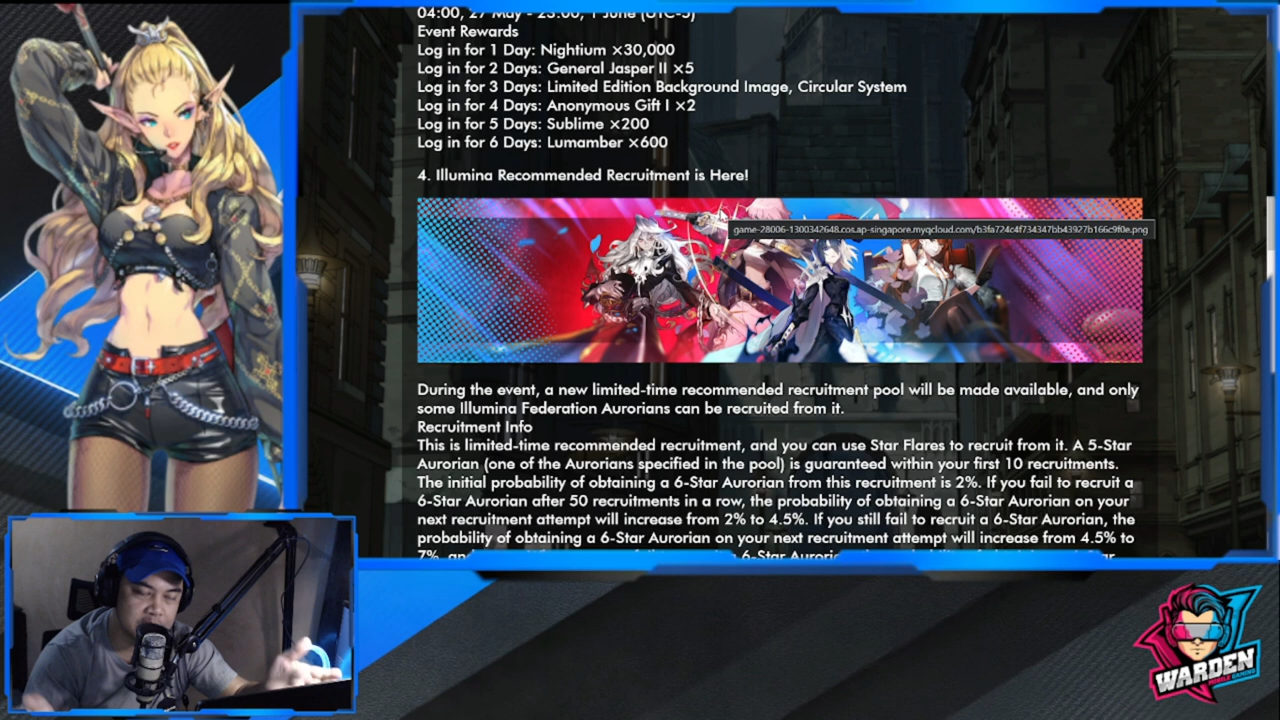 04:00, 27 May - 23:00, 1 June (UTC-5)
Event Rewards
Log in for 1 Day: Nightium ×30,000
Log in for 2 Days: General Jasper II ×5
Log in for 3 Days: Limited Edition Background Image, Circular System
Log in for 4 Days: Anonymous Gift I ×2
Log in for 5 Days: Sublime ×200
Log in for 6 Days: Lumamber ×600
4. Illumina Recommended Recruitment is Here!
game-28006-1300342648.cos.ap-singapore.myqcloud.com/b3fa724c4f734347bb43927b166c9f0e.png
During the event, a new limited-time recommended recruitment pool will be made available, and only
some Illumina Federation Aurorians can be recruited from it.
Recruitment Info
This is limited-time recommended recruitment, and you can use Star Flares to recruit from it. A 5-Star
Aurorian (one of the Aurorians specified in the pool) is guaranteed within your first 10 recruitments.
The initial probability of obtaining a 6-Star Aurorian from this recruitment is 2%. If you fail to recruit a
6-Star Aurorian after 50 recruitments in a row, the probability of obtaining a 6-Star Aurorian on your
next recruitment attempt will increase from 2% to 4.5%. If you still fail to recruit a 6-Star Aurorian, the
probability of obtaining a 6-Star Aurorian on your next recruitment attempt will increase from 4.5% to
7%, and
WARDEN
MOBILE GAMING